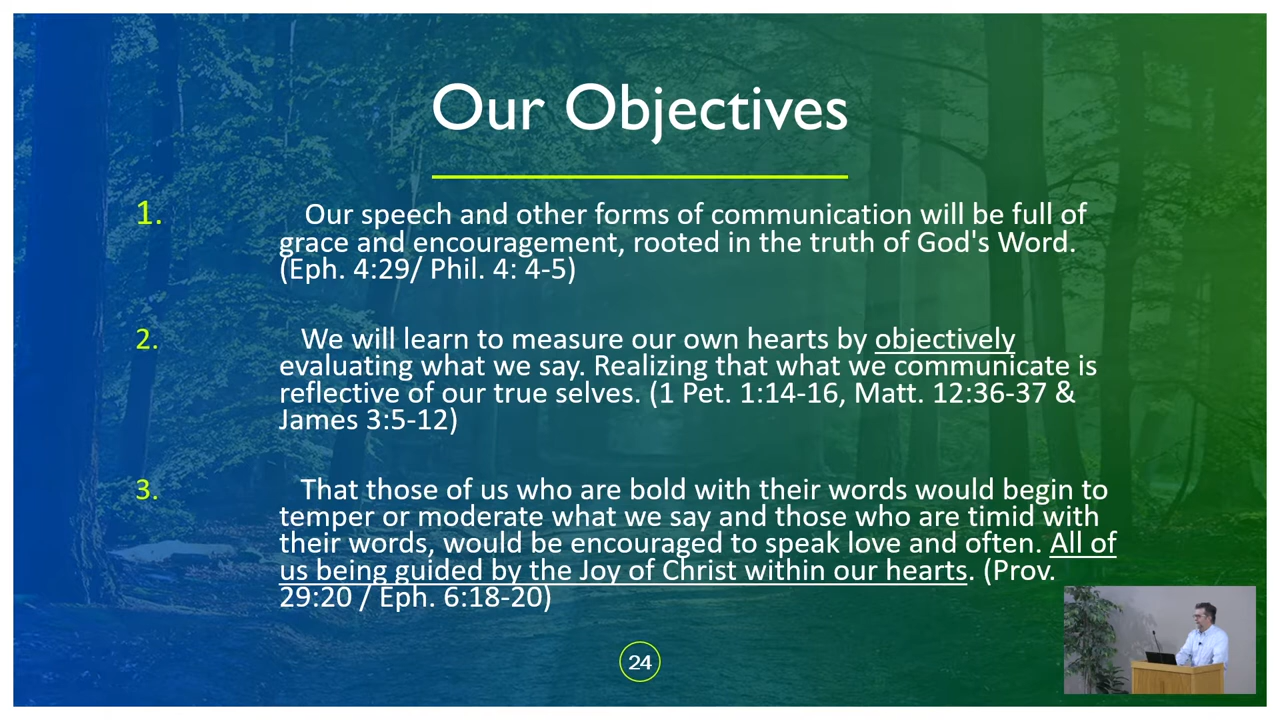 Our Objectives
1. Our speech and other forms of communication will be full of
grace and encouragement, rooted in the truth of God's Word.
(Eph. 4:29/ Phil. 4: 4-5)
2. We will learn to measure our own hearts by objectively
evaluating what we say. Realizing that what we communicate is
reflective of our true selves. (1 Pet. 1:14-16, Matt. 12:36-37 &
James 3:5-12)
3. That those of us who are bold with their words would begin to
temper or moderate what we say and those who are timid with
their words, would be encouraged to speak love and often. All of
us being guided by the Joy of Christ within our hearts. (Prov.
29:20 / Eph. 6:18-20)
24